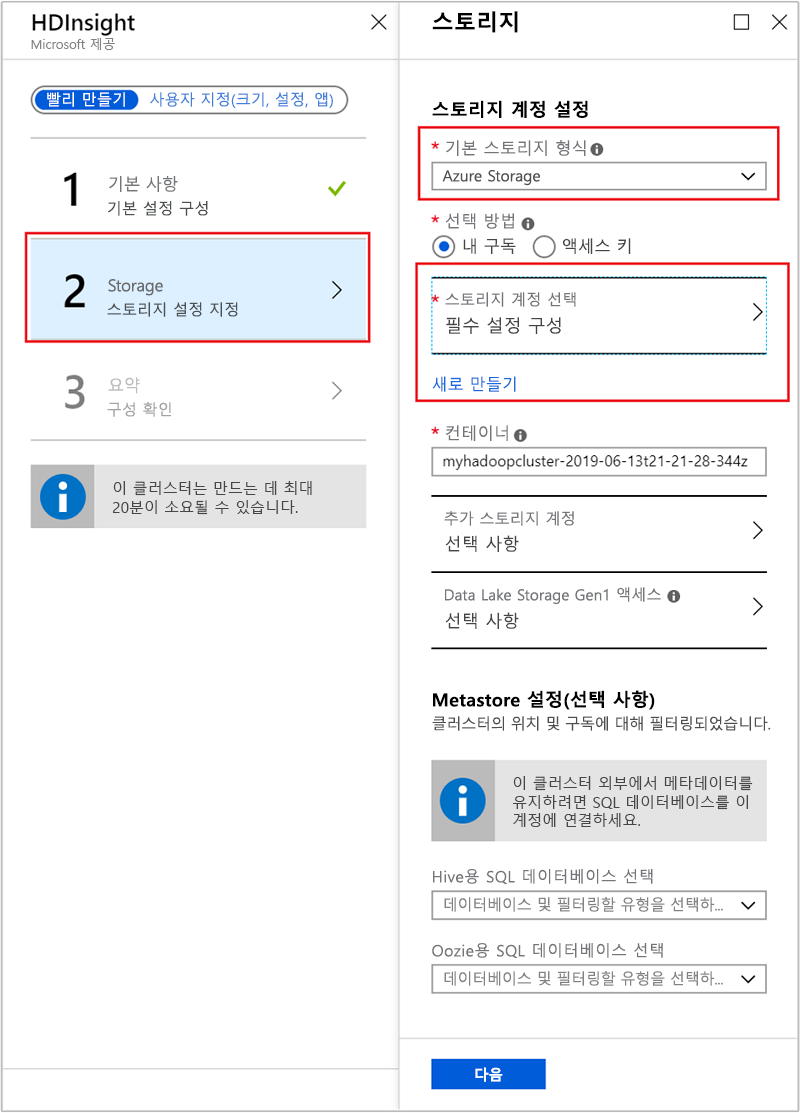 HDInsight
Microsoft 제공
빨리 만들기 사용자 지정(크기, 설정, 앱)
1
기본 사항
기본 설정 구성
2
Storage
스토리지 설정 지정
3
요약
구성 확인
이 클러스터는 만드는 데 최대
20분이 소요될 수 있습니다.
스토리지
스토리지 계정 설정
* 기본 스토리지 형식
Azure Storage
* 선택 방법
내 구독 액세스 키
* 스토리지 계정 선택
필수 설정 구성
새로 만들기
* 컨테이너
myhadoopcluster-2019-06-13t21-21-28-344z
추가 스토리지 계정
선택 사항
Data Lake Storage Gen1 액세스
선택 사항
Metastore 설정(선택 사항)
클러스터의 위치 및 구독에 대해 필터링되었습니다.
이 클러스터 외부에서 메타데이터를
유지하려면 SQL 데이터베이스를 이
계정에 연결하세요.
Hive용 SQL 데이터베이스 선택
데이터베이스 및 필터링할 유형을 선택하...
Oozie용 SQL 데이터베이스 선택
데이터베이스 및 필터링할 유형을 선택하...
다음